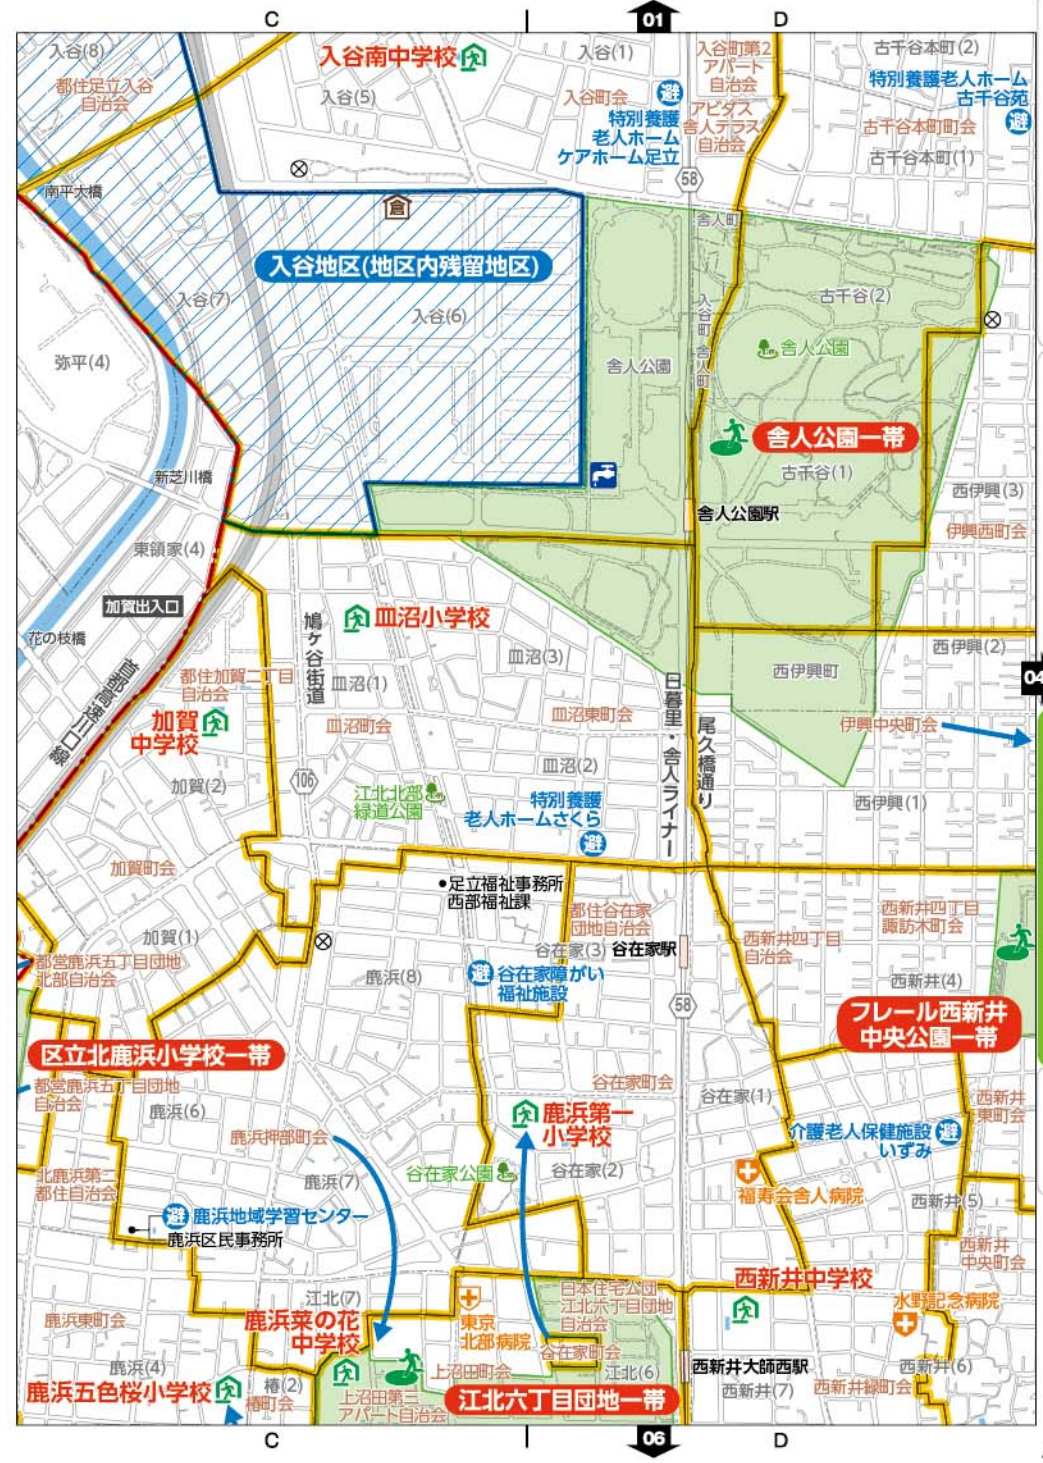 C
01
D
入谷(8)
都住足立入谷
自治会
入谷南中学校
入谷(5)
入谷(1)
入谷町会
避
特別養護
老人ホーム
ケアホーム足立
入谷町第2
アパート
自治会
アピダス
舎人テラス
自治会
古千谷本町(2)
特別養護老人ホーム
古千谷苑
避
古千谷本町町会
古千谷本町(1)
58
南平大橋
倉
舎人町
入谷地区(地区内残留地区)
入谷(7)
入谷(6)
弥平(4)
入谷町
舎人町
古千谷(2)
舎人公園
舎人公園
舎人公園一帯
古千谷(1)
新芝川橋
舎人公園駅
西伊興(3)
伊興西町会
東領家(4)
加賀出入口
花の枝橋
首都高速川口線
鳩ヶ谷街道
皿沼小学校
皿沼(3)
皿沼(1)
都住加賀二丁目
自治会
加賀
中学校
皿沼町会
皿沼東町会
日暮里・舎人ライナー
尾久橋通り
西伊興町
西伊興(2)
04
伊興中央町会
加賀(2)
106
江北北部
緑道公園
皿沼(2)
特別養護
老人ホームさくら
避
西伊興(1)
加賀町会
足立福祉事務所
西部福祉課
都住谷在家
団地自治会
加賀(1)
谷在家(3)
谷在家駅
西新井四丁目
自治会
西新井四丁目
諏訪木町会
都営鹿浜五丁目団地
北部自治会
鹿浜(8)
避
谷在家障がい
福祉施設
58
西新井(4)
フレール西新井
中央公園一帯
区立北鹿浜小学校一帯
都営鹿浜五丁目団地
自治会
鹿浜(6)
谷在家町会
谷在家(1)
西新井
東町会
鹿浜押部町会
鹿浜第一
小学校
介護老人保健施設
いずみ
避
北鹿浜第二
都住自治会
鹿浜(7)
谷在家公園
谷在家(2)
福寿会舎人病院
西新井(5)
避
鹿浜地域学習センター
鹿浜区民事務所
西新井
中央町会
江北(7)
西新井中学校
鹿浜東町会
鹿浜菜の花
中学校
東京
北部病院
日本住宅公団
江北六丁目団地
自治会
水野記念病院
谷在家町会
鹿浜(4)
上沼田町会
江北(6)
西新井大師西駅
西新井(6)
鹿浜五色桜小学校
椿(2)
椿町会
上沼田第三
アパート自治会
江北六丁目団地一帯
西新井(7)
西新井緑町会
C
06
D